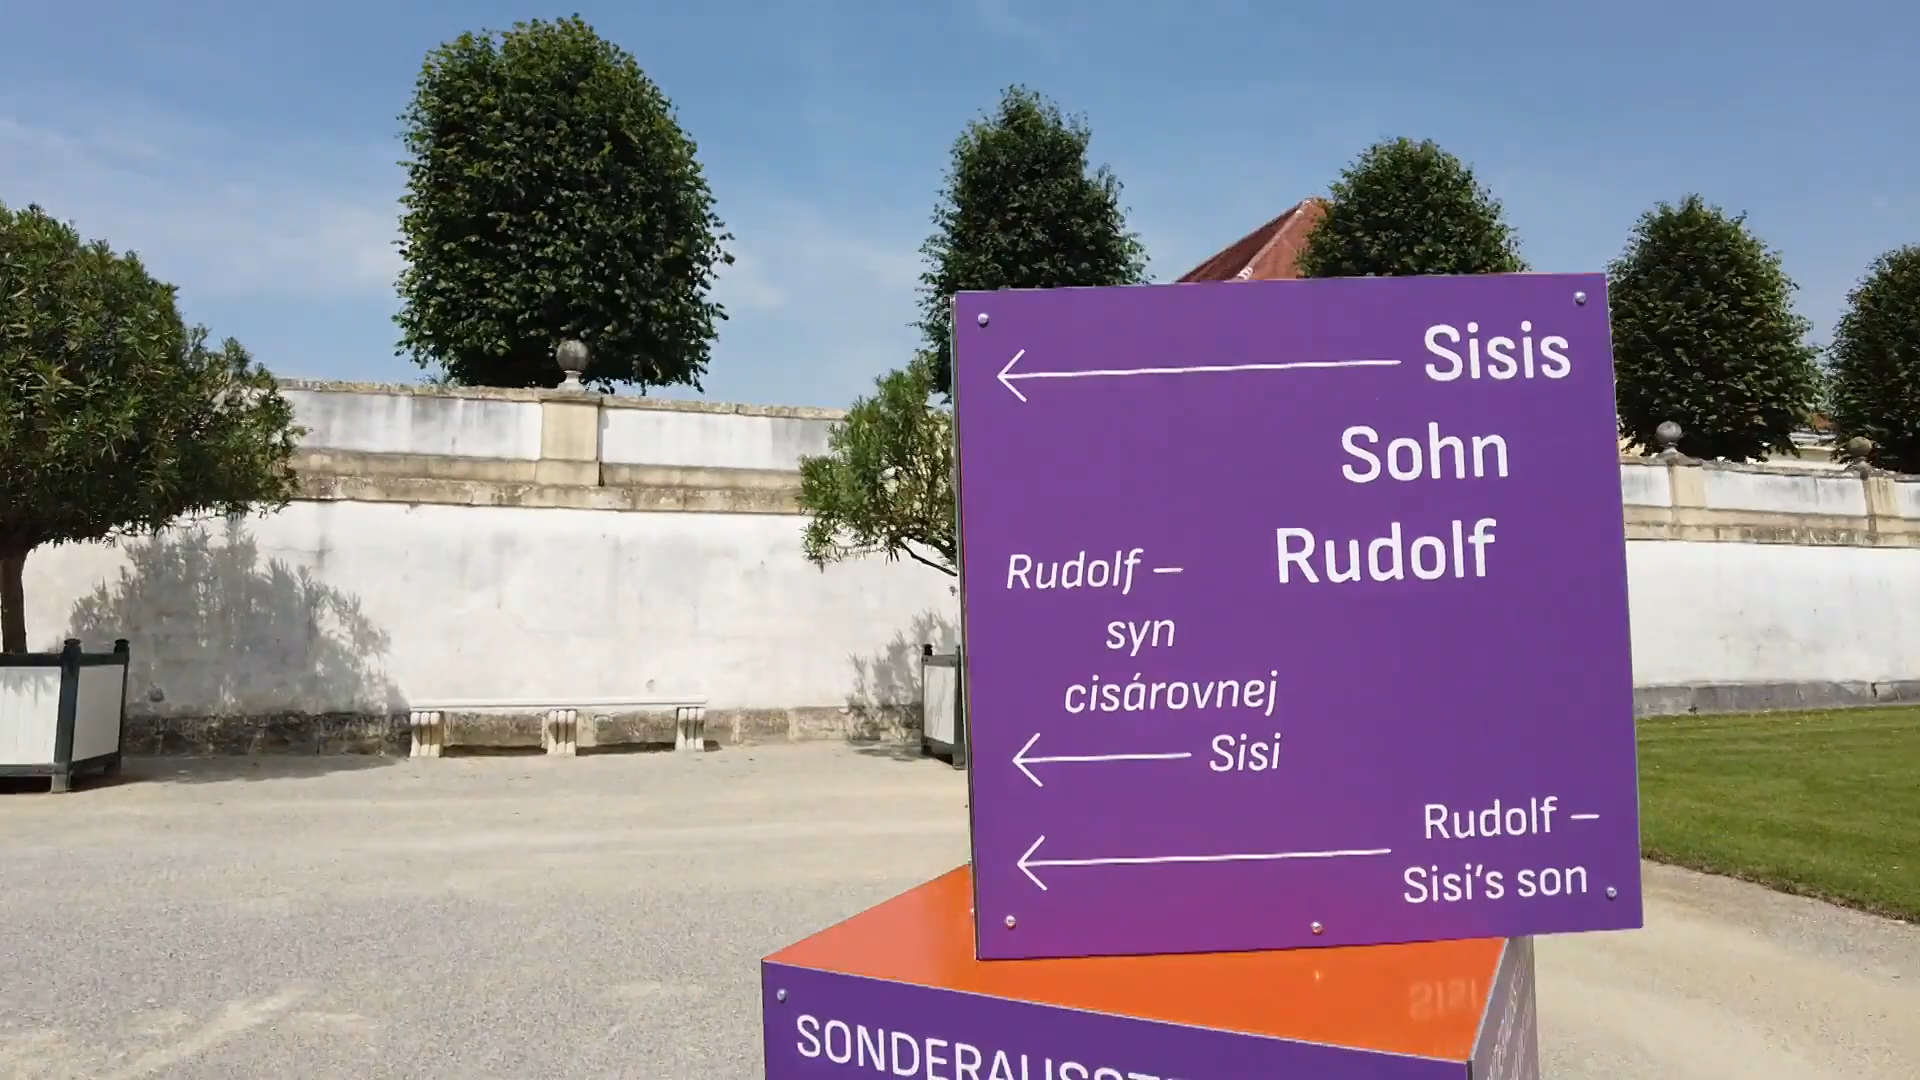 Sisis
Sohn
Rudolf
Rudolf –
syn
cisárovnej
Sisi
Rudolf –
Sisi's son